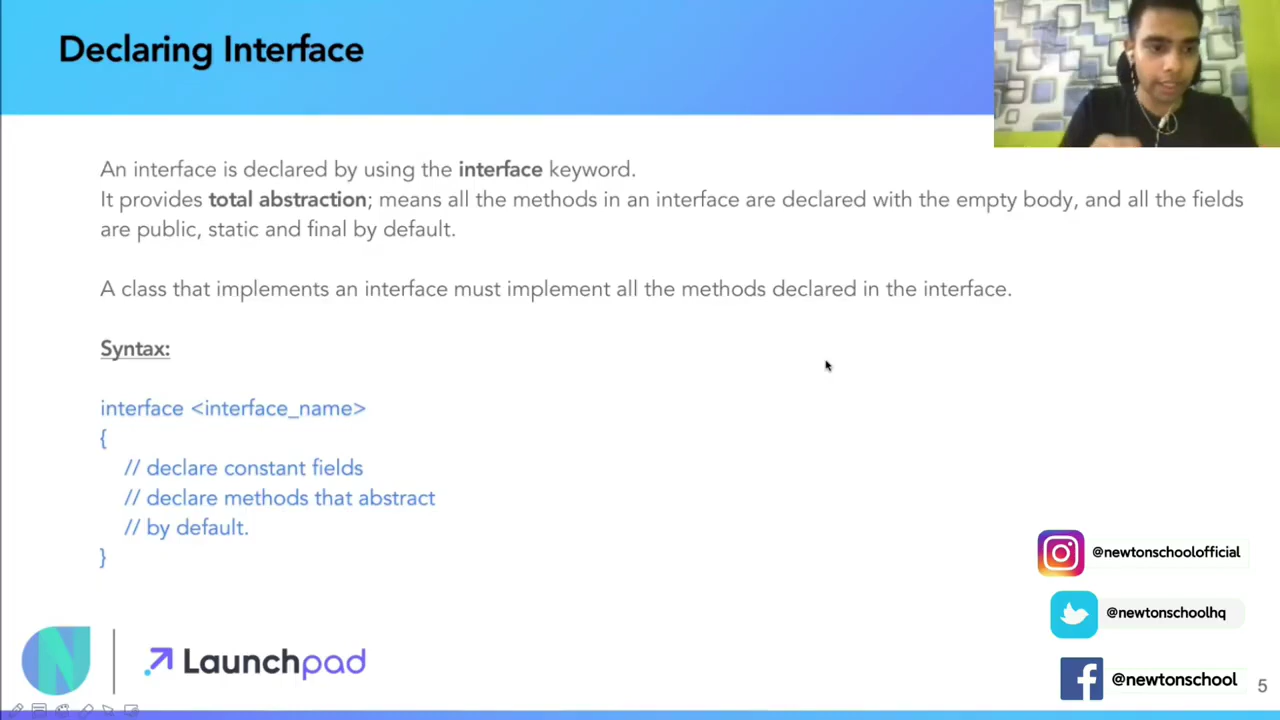 Declaring Interface
An interface is declared by using the interface keyword.
It provides total abstraction; means all the methods in an interface are declared with the empty body, and all the fields
are public, static and final by default.
A class that implements an interface must implement all the methods declared in the interface.
Syntax:
interface <interface_name>
{
// declare constant fields
// declare methods that abstract
// by default.
}
@newtonschoolofficial
@newtonschoolhq
@newtonschool
N
Launchpad
5